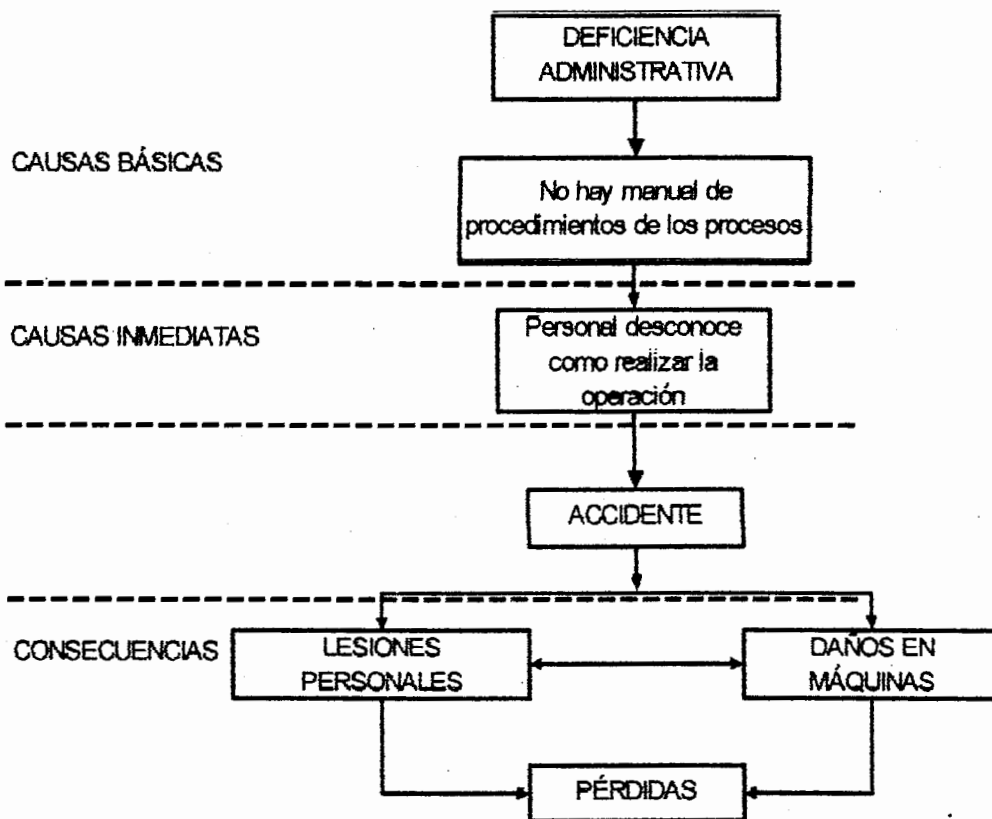 DEFICIENCIA
ADMINISTRATIVA
CAUSAS BÁSICAS
No hay manual de
procedimientos de los procesos
CAUSAS INMEDIATAS
Personal desconoce
como realizar la
operación
ACCIDENTE
CONSECUENCIAS
LESIONES
PERSONALES
DAÑOS EN
MÁQUINAS
PÉRDIDAS